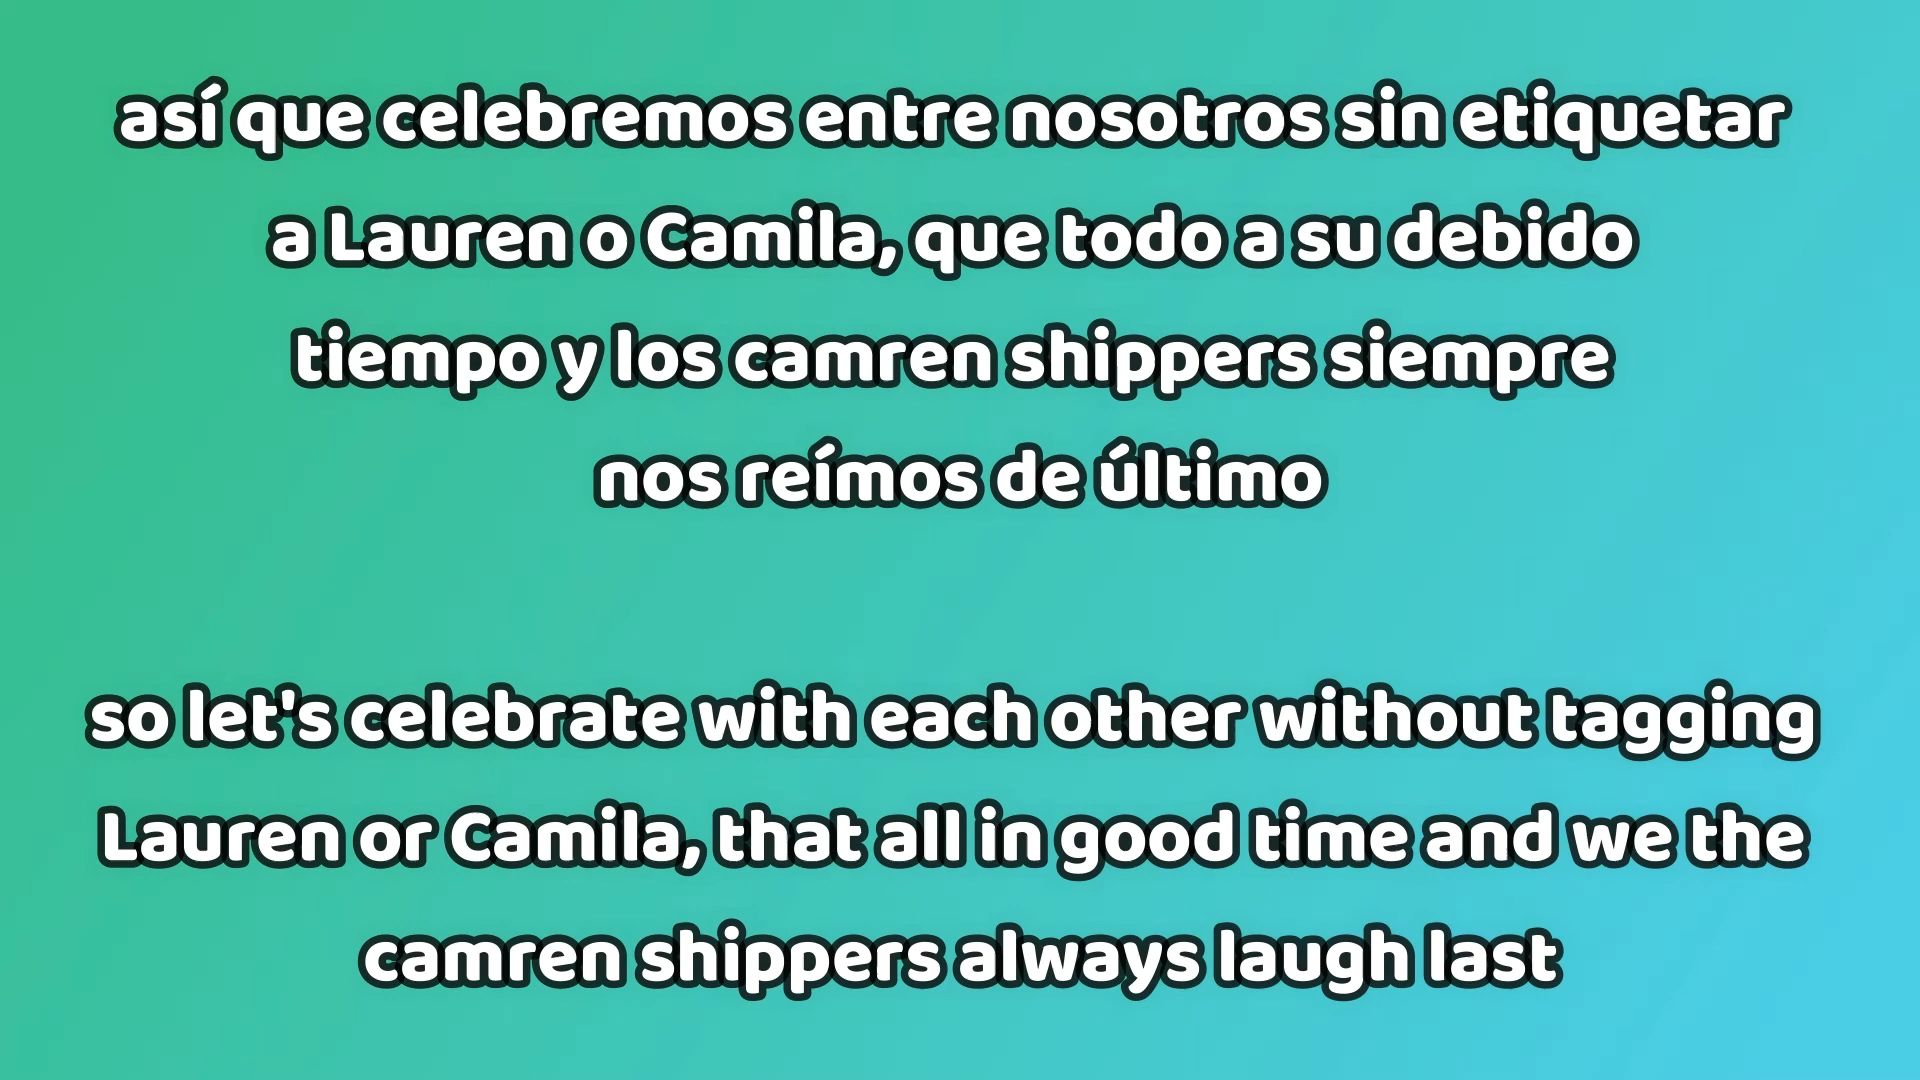 así que celebremos entre nosotros sin etiquetar
a Lauren o Camila, que todo a su debido
tiempo y los camren shippers siempre
nos reímos de último
so let's celebrate with each other without tagging
Lauren or Camila, that all in good time and we the
camren shippers always laugh last